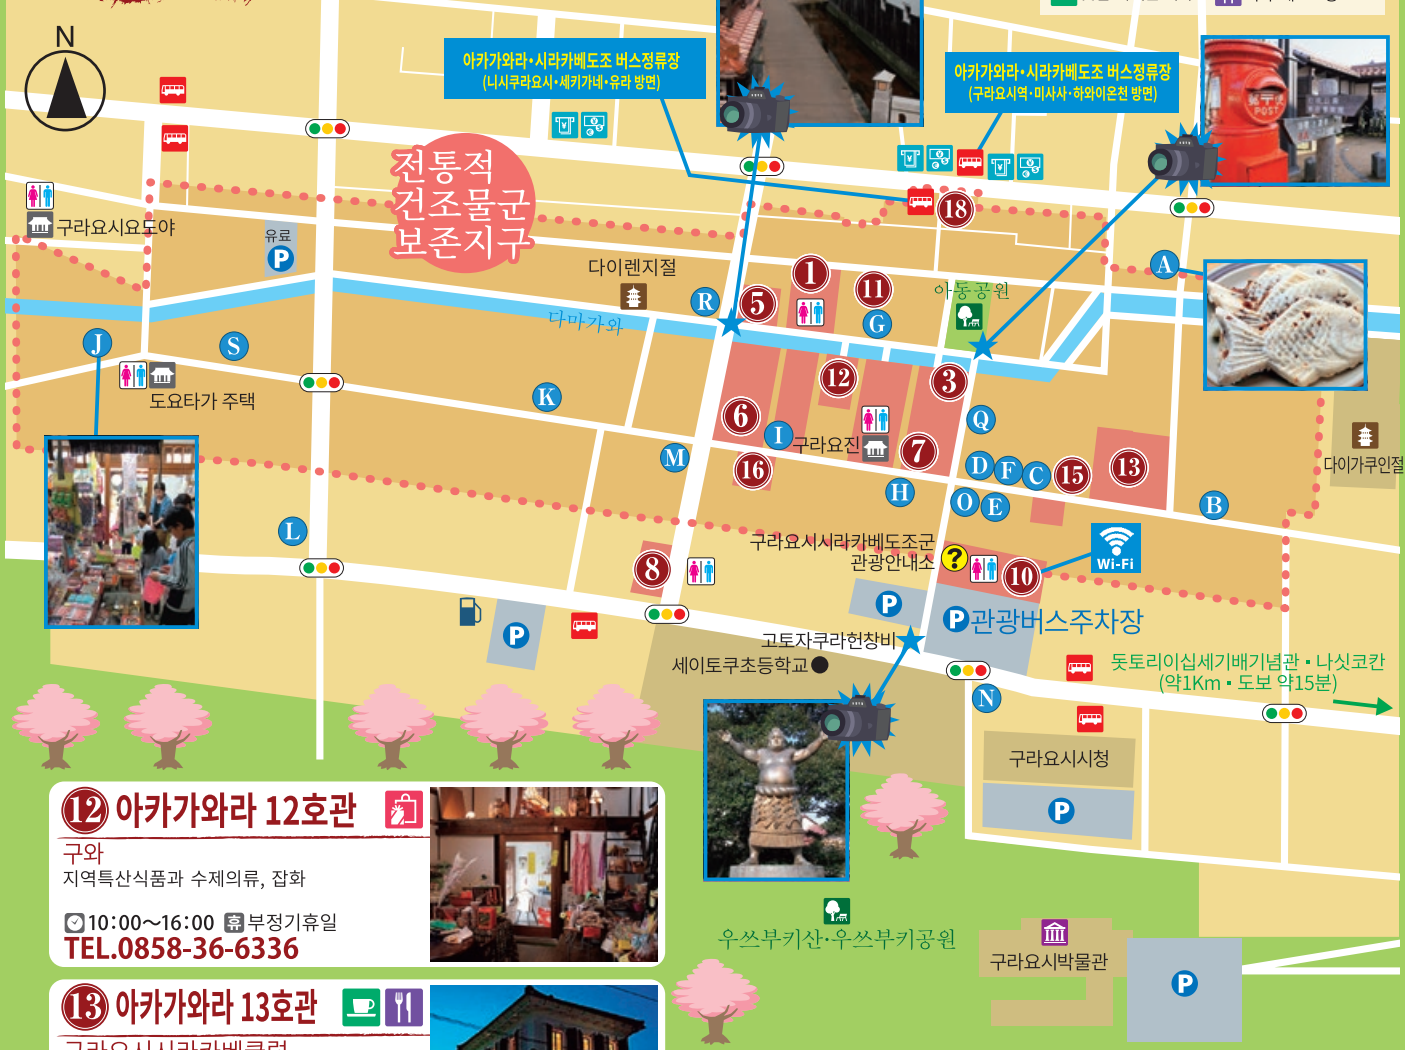 N
아카가와라·시라카베도조 버스정류장
(니시쿠라요시·세키가네·유라 방면)
아카가와라·시라카베도조 버스정류장
(구라요시역·미사사·하와이온천 방면)
POST
전통적
건조물군
보존지구
구라요시요도야
유료
P
다이렌지절
다마가와
아동공원
18
A
1
5
11
R
G
J
S
K
도요타가 주택
12
3
6
I
구라요진
7
Q
M
16
H
D
F
C
15
13
O
E
B
다이가쿠인절
L
구라요시시라카베도조군
관광안내소
?
10
Wi-Fi
8
P
P
P관광버스주차장
고토자쿠라헌창비
세이토쿠초등학교
N
돗토리이십세기배기념관·나싯코칸
(약1Km·도보 약15분)
구라요시시청
P
12 아카가와라 12호관
구와
지역특산식품과 수제의류, 잡화
10:00～16:00 휴 부정기휴일
TEL.0858-36-6336
우쓰부키산·우쓰부키공원
구라요시박물관
P
13 아카가와라 13호관
구라요시시라카베클럽